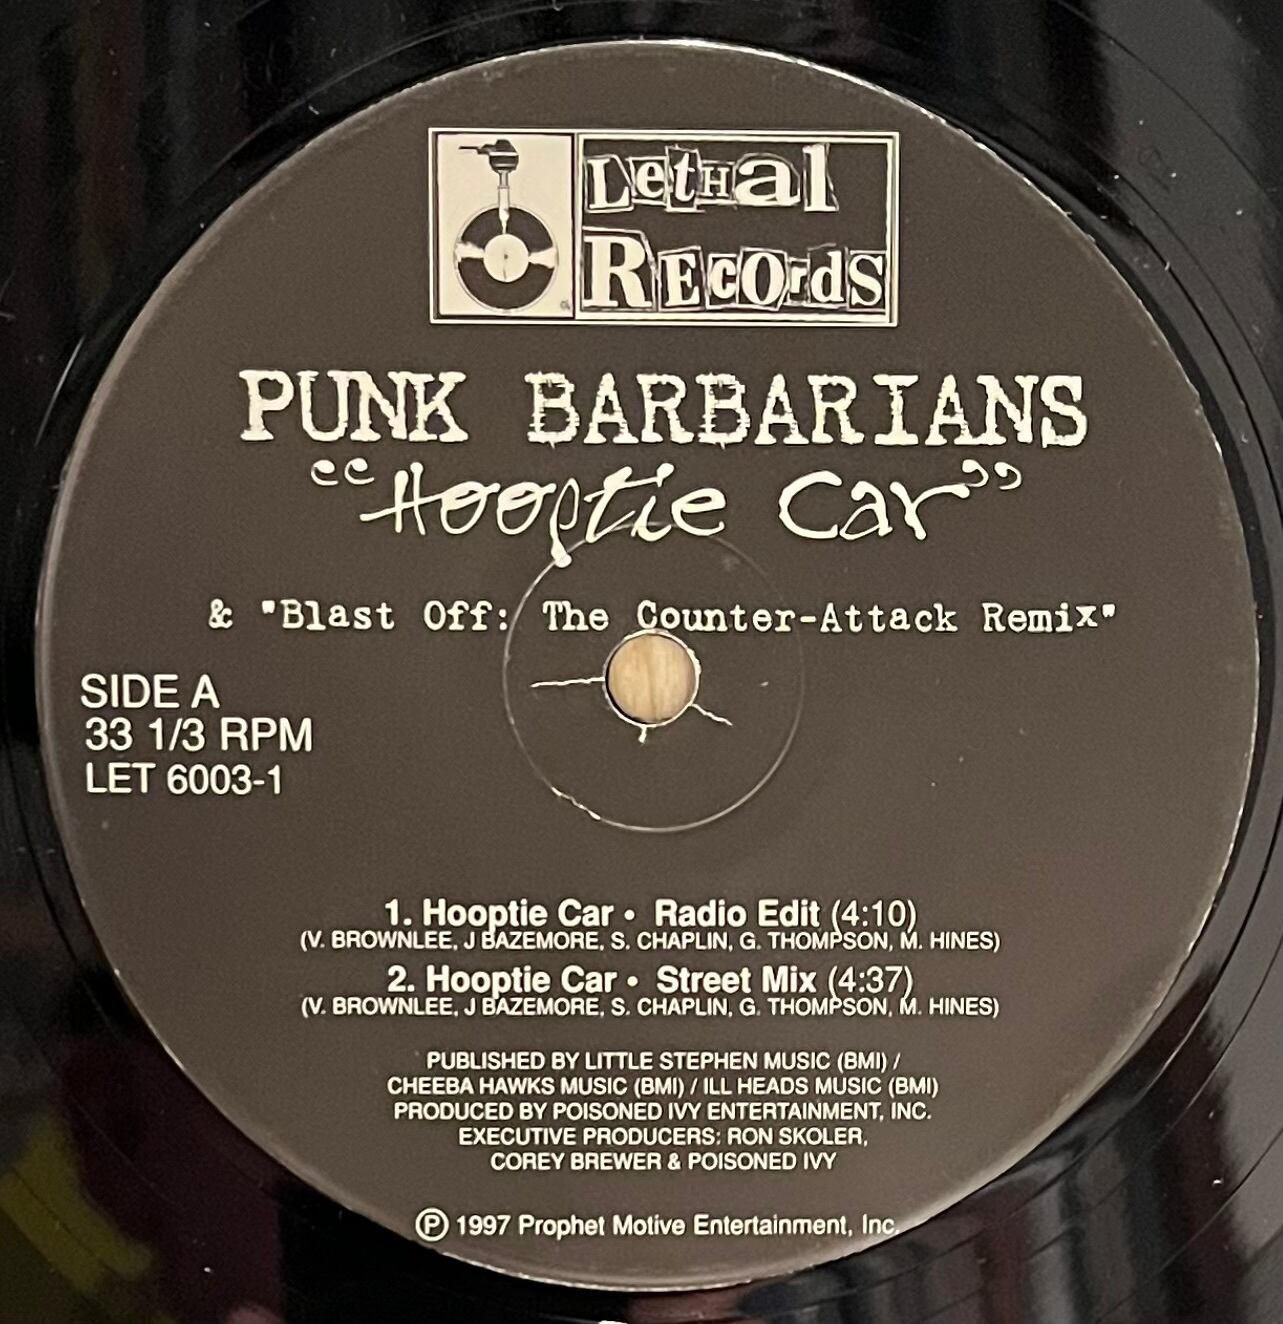 Lethal
Records
PUNK BARBARIANS
“Hooptie Car”
& "Blast Off: The Counter-Attack Remix"
SIDE A
33 1/3 RPM
LET 6003-1
1. Hooptie Car • Radio Edit (4:10)
(V. BROWNLEE, J BAZEMORE, S. CHAPLIN, G. THOMPSON, M. HINES)
2. Hooptie Car • Street Mix (4:37)
(V. BROWNLEE, J BAZEMORE, S. CHAPLIN, G. THOMPSON, M. HINES)
PUBLISHED BY LITTLE STEPHEN MUSIC (BMI) /
CHEEBA HAWKS MUSIC (BMI) / ILL HEADS MUSIC (BMI)
PRODUCED BY POISONED IVY ENTERTAINMENT, INC.
EXECUTIVE PRODUCERS: RON SKOLER,
COREY BREWER & POISONED IVY
℗ 1997 Prophet Motive Entertainment, Inc.